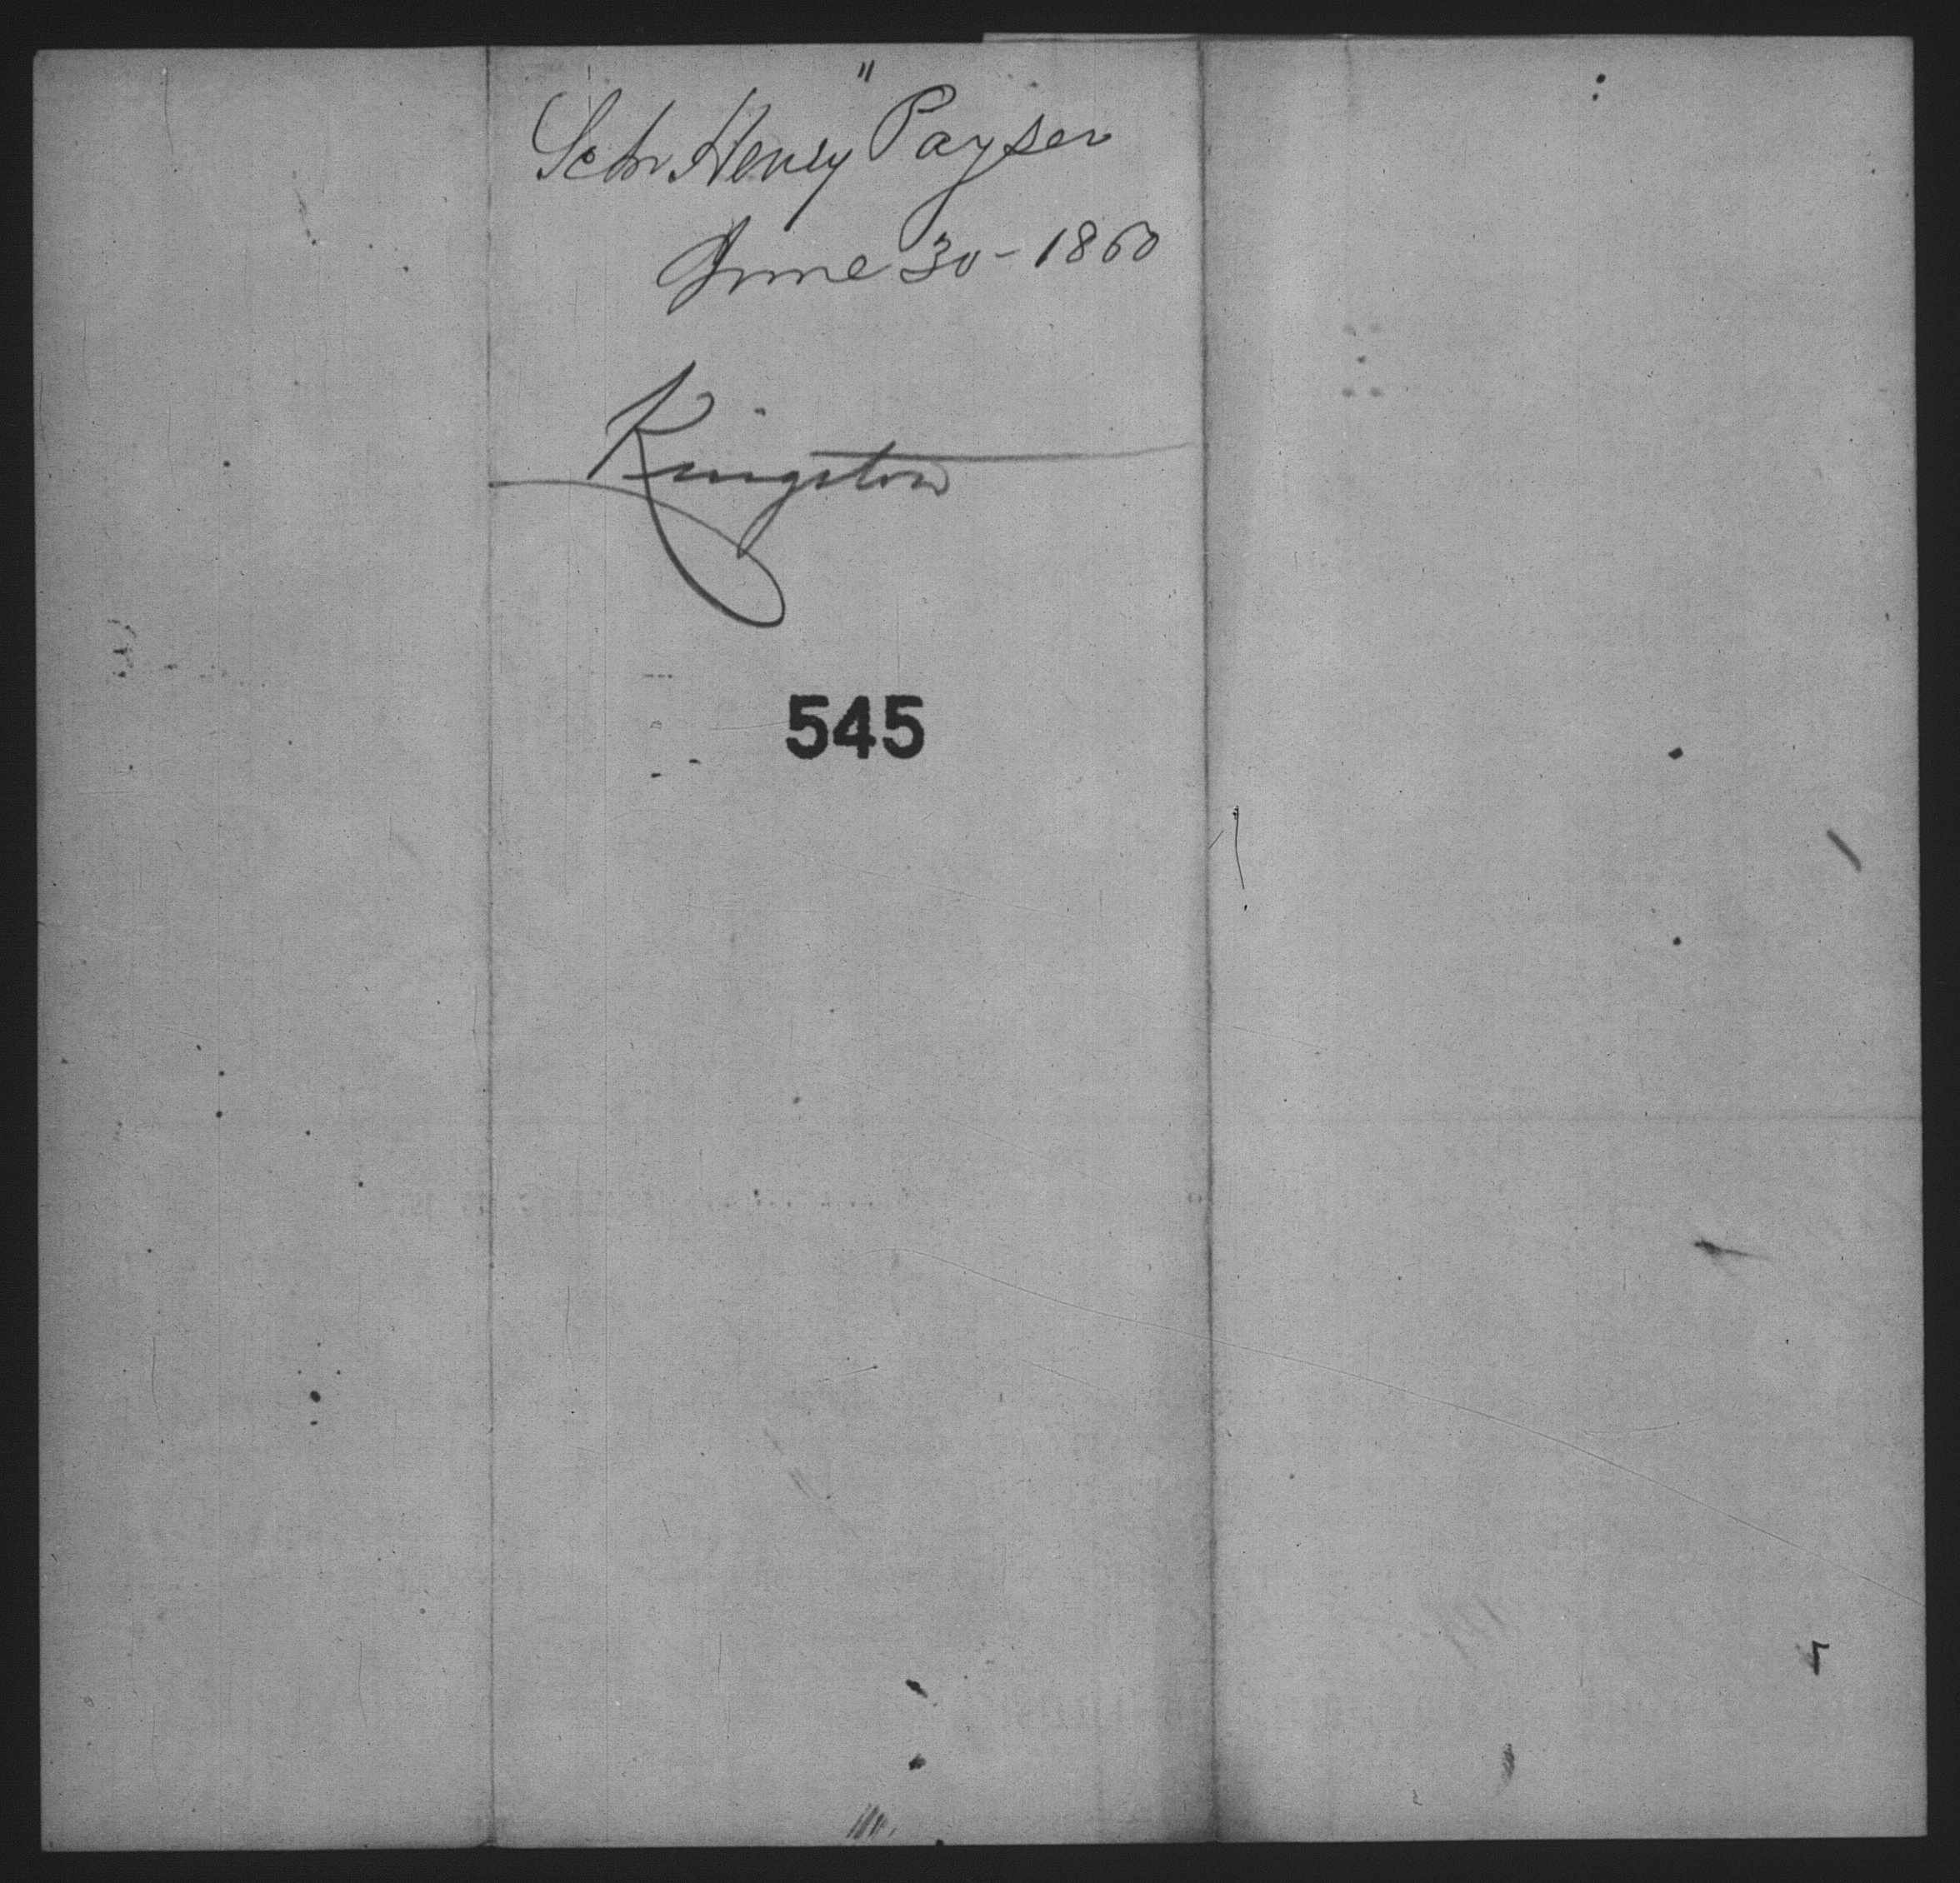 Schr Henry Payson
June 30 - 1860
Kingston
545